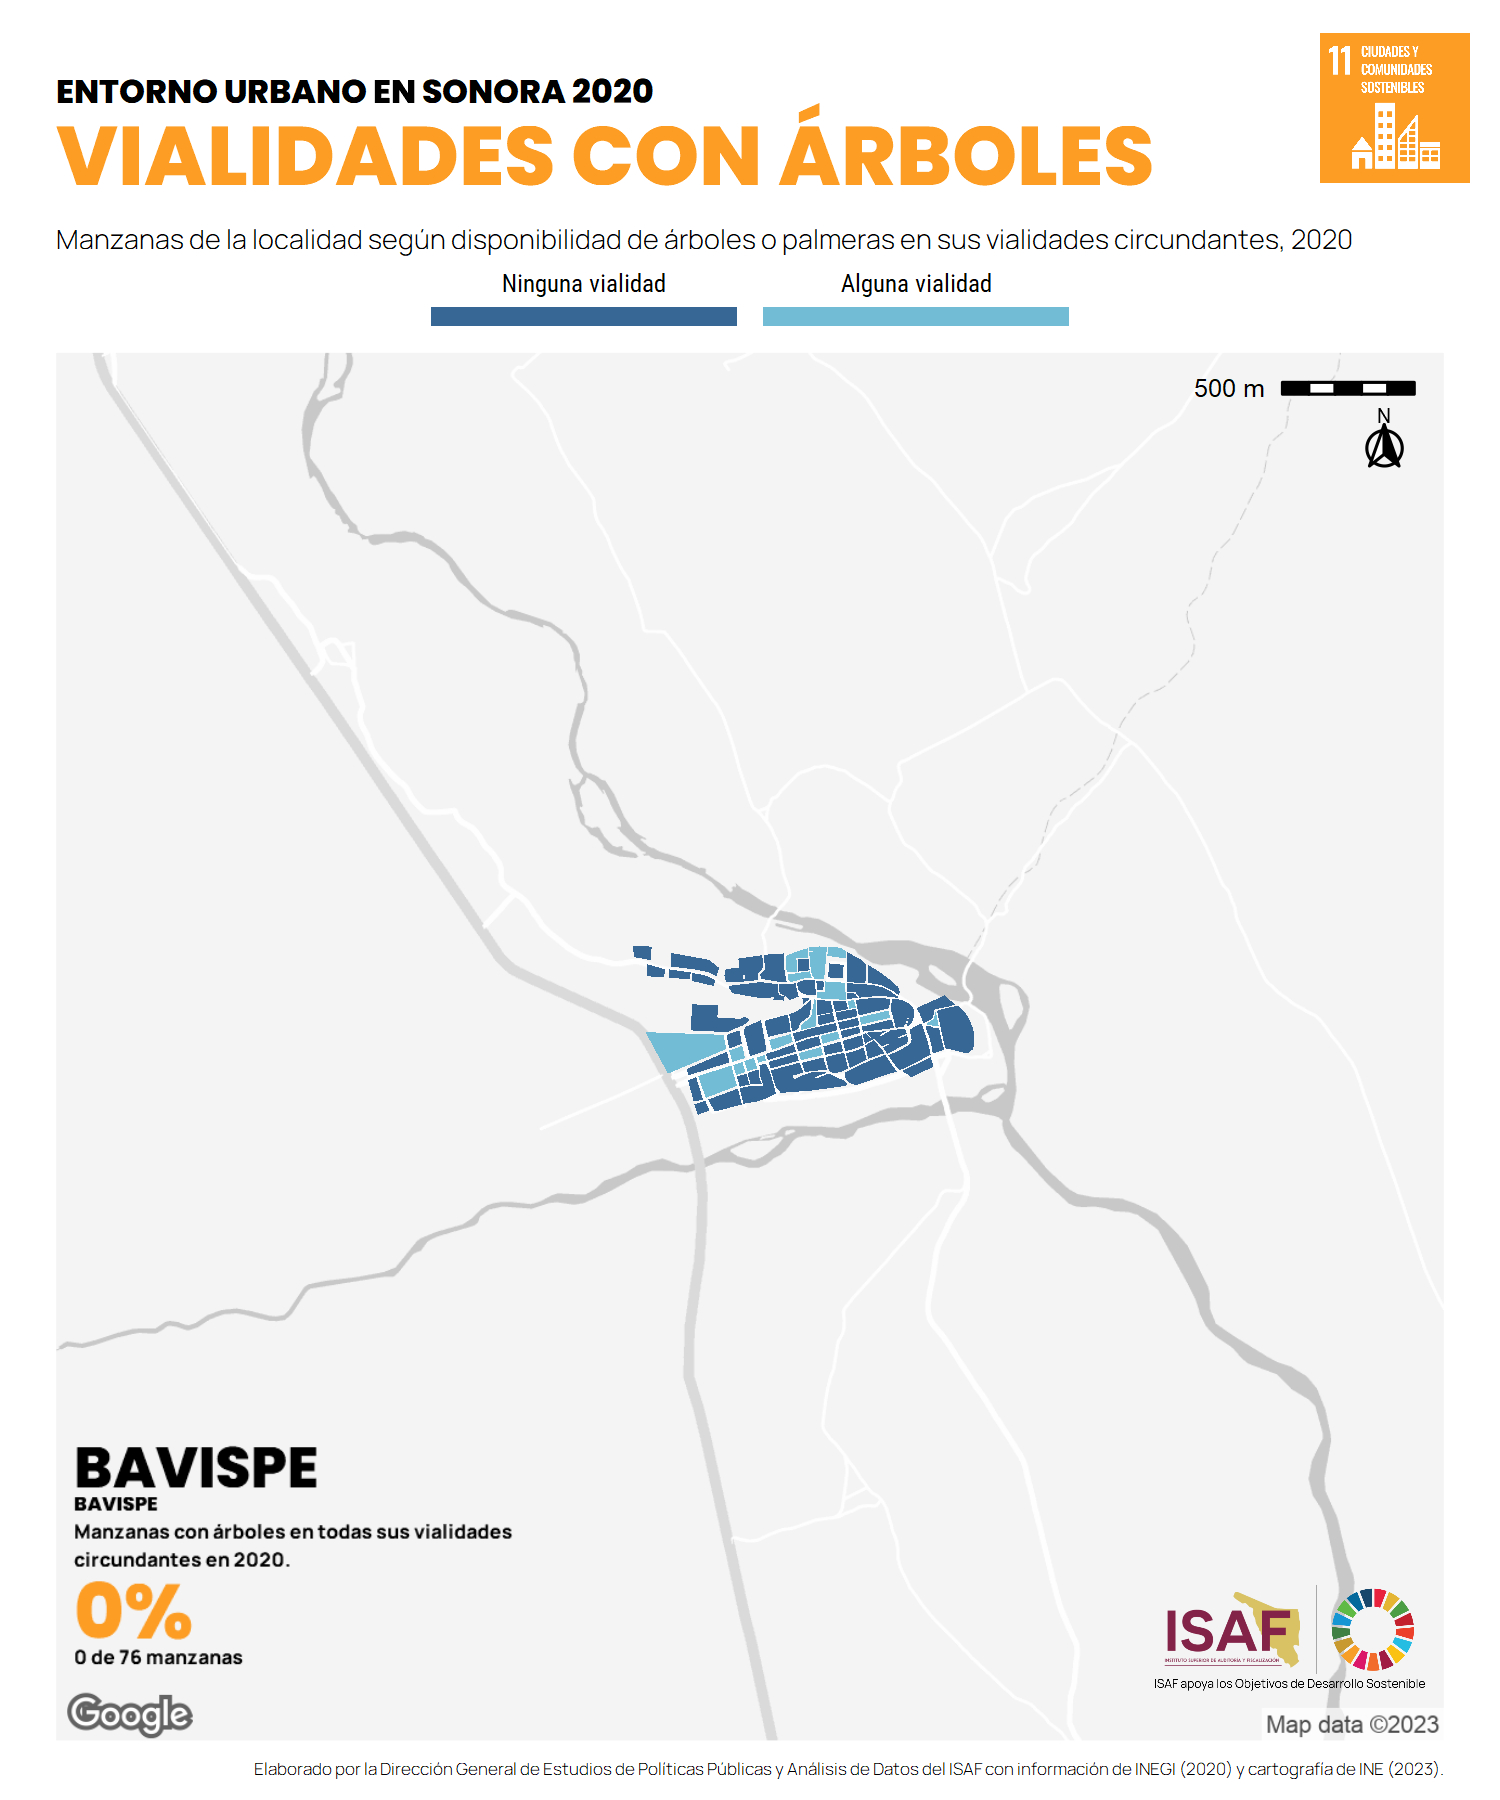 ENTORNO URBANO EN SONORA 2020
VIALIDADES CON ÁRBOLES
11 CIUDADES Y
COMUNIDADES
SOSTENIBLES
Manzanas de la localidad según disponibilidad de árboles o palmeras en sus vialidades circundantes, 2020
Ninguna vialidad
Alguna vialidad
500 m
N
BAVISPE
BAVISPE
Manzanas con árboles en todas sus vialidades
circundantes en 2020.
0%
0 de 76 manzanas
Google
ISAF
INSTITUTO SUPERIOR DE AUDITORÍA Y FISCALIZACIÓN
ISAF apoya los Objetivos de Desarrollo Sostenible
Map data ©2023
Elaborado por la Dirección General de Estudios de Políticas Públicas y Análisis de Datos del ISAF con información de INEGI (2020) y cartografía de INE (2023).